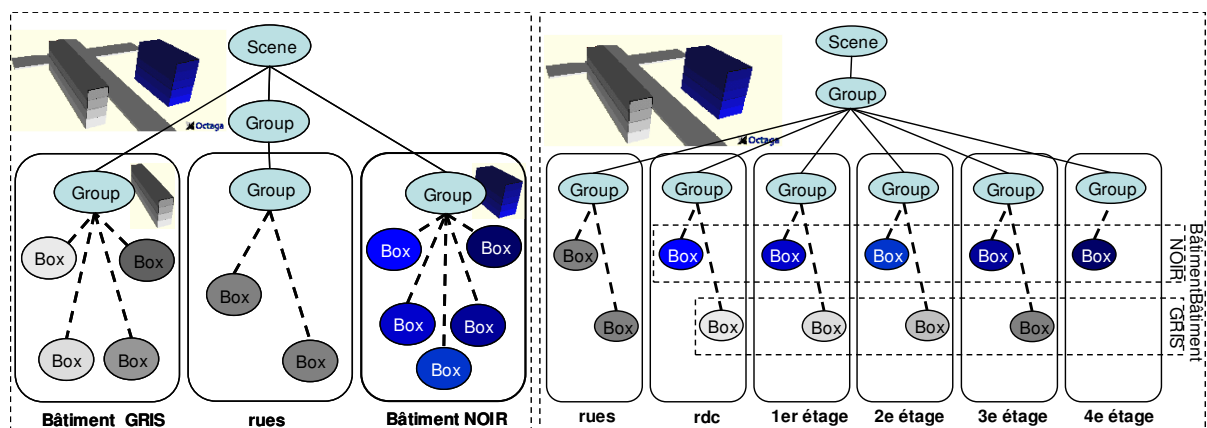 Scene
Group
Octaga
Group
Group
Group
Box
Box
Box
Box
Box
Box
Box
Box
Box
Box
Box
Bâtiment GRIS
rues
Bâtiment NOIR
Scene
Group
Octaga
Group
Group
Group
Group
Group
Group
Box
Box
Box
Box
Box
Box
Box
Box
Box
Box
Box
Bâtiment
NOIR
Bâtiment
GRIS
rues
rdc
1er étage
2e étage
3e étage
4e étage